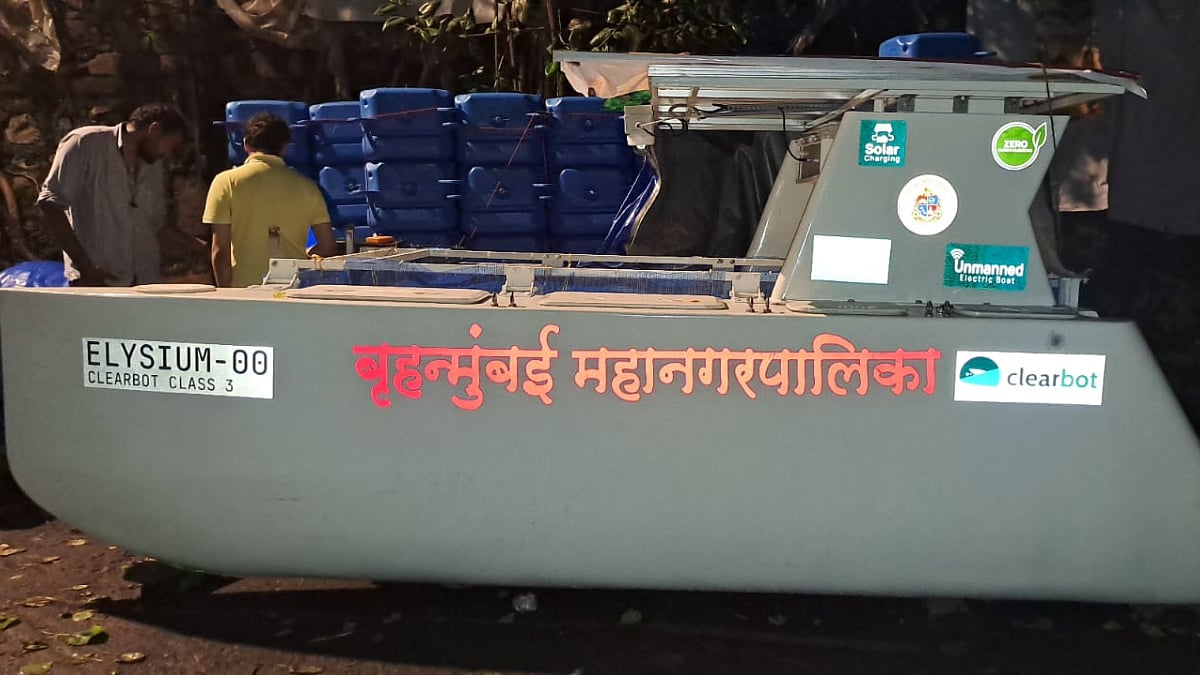 Solar
Charging
ZERO
Unmanned
Electric Boat
ELYSIUM-00
CLEARBOT CLASS 3
बृहन्मुंबई महानगरपालिका
clearbot